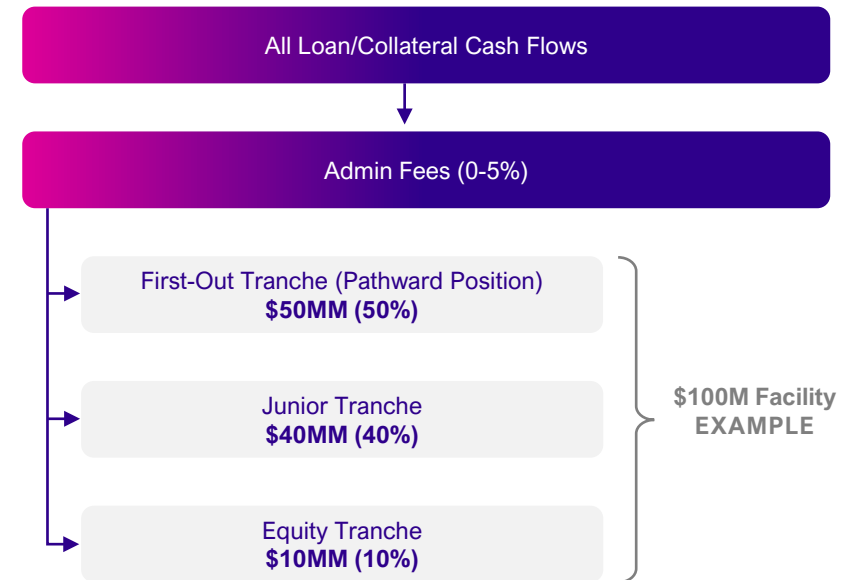 All Loan/Collateral Cash Flows
Admin Fees (0-5%)
First-Out Tranche (Pathward Position)
$50MM (50%)
Junior Tranche
$40MM (40%)
Equity Tranche
$10MM (10%)
$100M Facility
EXAMPLE